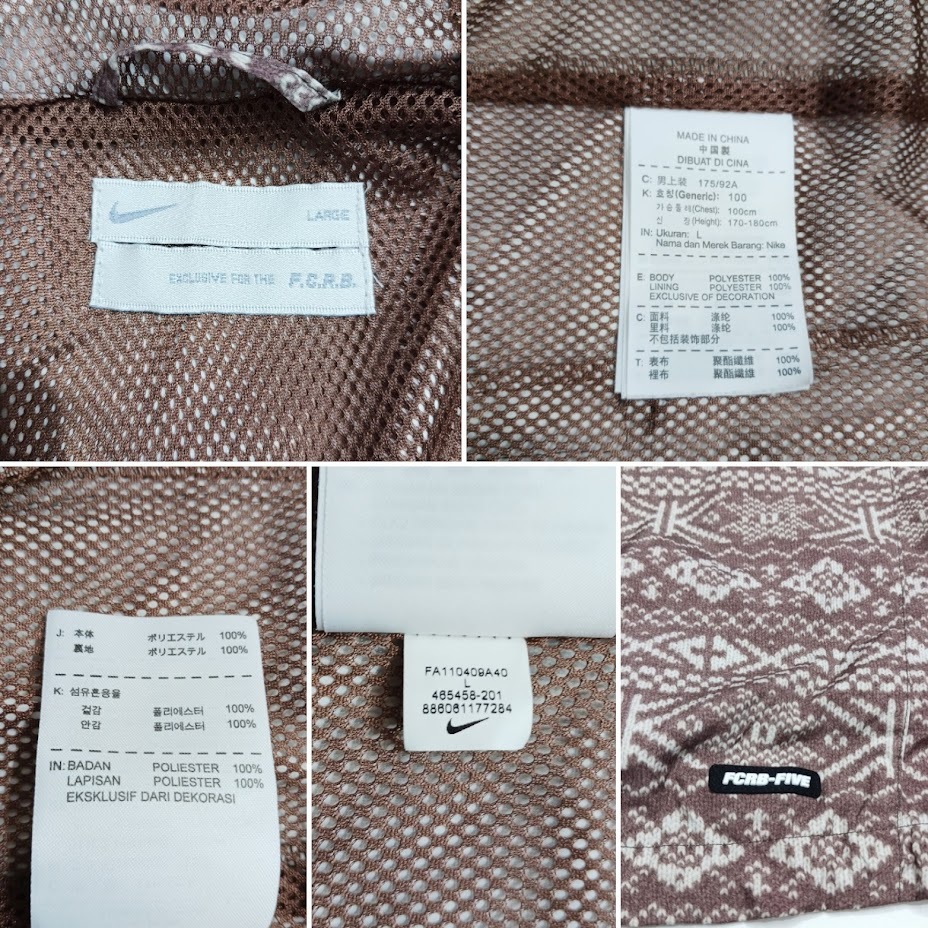 LARGE
EXCLUSIVE FOR THE F.C.R.B.
MADE IN CHINA
中国製
DIBUAT DI CINA
C: 男上装 175/92A
K: 호칭(Generic): 100
가슴둘레(Chest): 100cm
신 장(Height): 170-180cm
IN: Ukuran: L
Nama dan Merek Barang: Nike
E: BODY POLYESTER 100%
LINING POLYESTER 100%
EXCLUSIVE OF DECORATION
C: 面料 涤纶 100%
里料 涤纶 100%
不包括装饰部分
T: 表布 聚酯纖維 100%
裡布 聚酯纖維 100%
J: 本体 ポリエステル 100%
裏地 ポリエステル 100%
K: 섬유혼용율
겉감 폴리에스터 100%
안감 폴리에스터 100%
IN: BADAN POLIESTER 100%
LAPISAN POLIESTER 100%
EKSKLUSIF DARI DEKORASI
FA110409A40
L
465458-201
886061177284
FCRB-FIVE